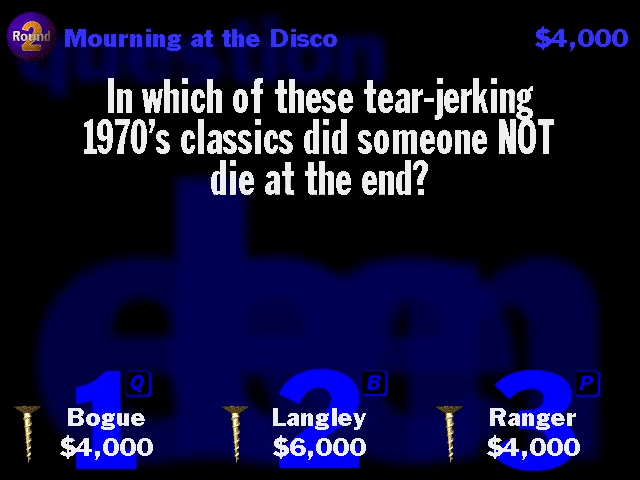 Round 2
Mourning at the Disco
$4,000
question
In which of these tear-jerking
1970's classics did someone NOT
die at the end?
1 Q
2 B
3 P
Bogue
Langley
Ranger
$4,000
$6,000
$4,000